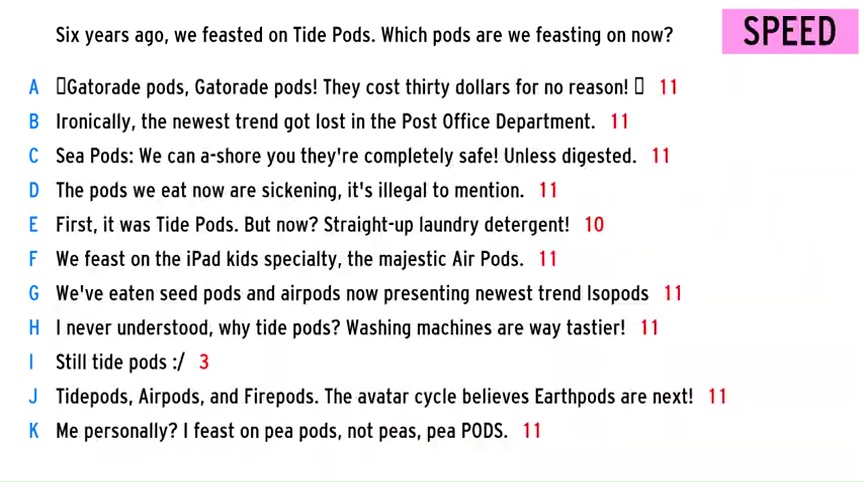 Six years ago, we feasted on Tide Pods. Which pods are we feasting on now?
SPEED
A ▯Gatorade pods, Gatorade pods! They cost thirty dollars for no reason! ▯ 11
B Ironically, the newest trend got lost in the Post Office Department. 11
C Sea Pods: We can a-shore you they're completely safe! Unless digested. 11
D The pods we eat now are sickening, it's illegal to mention. 11
E First, it was Tide Pods. But now? Straight-up laundry detergent! 10
F We feast on the iPad kids specialty, the majestic Air Pods. 11
G We've eaten seed pods and airpods now presenting newest trend Isopods 11
H I never understood, why tide pods? Washing machines are way tastier! 11
I Still tide pods :/ 3
J Tidepods, Airpods, and Firepods. The avatar cycle believes Earthpods are next! 11
K Me personally? I feast on pea pods, not peas, pea PODS. 11